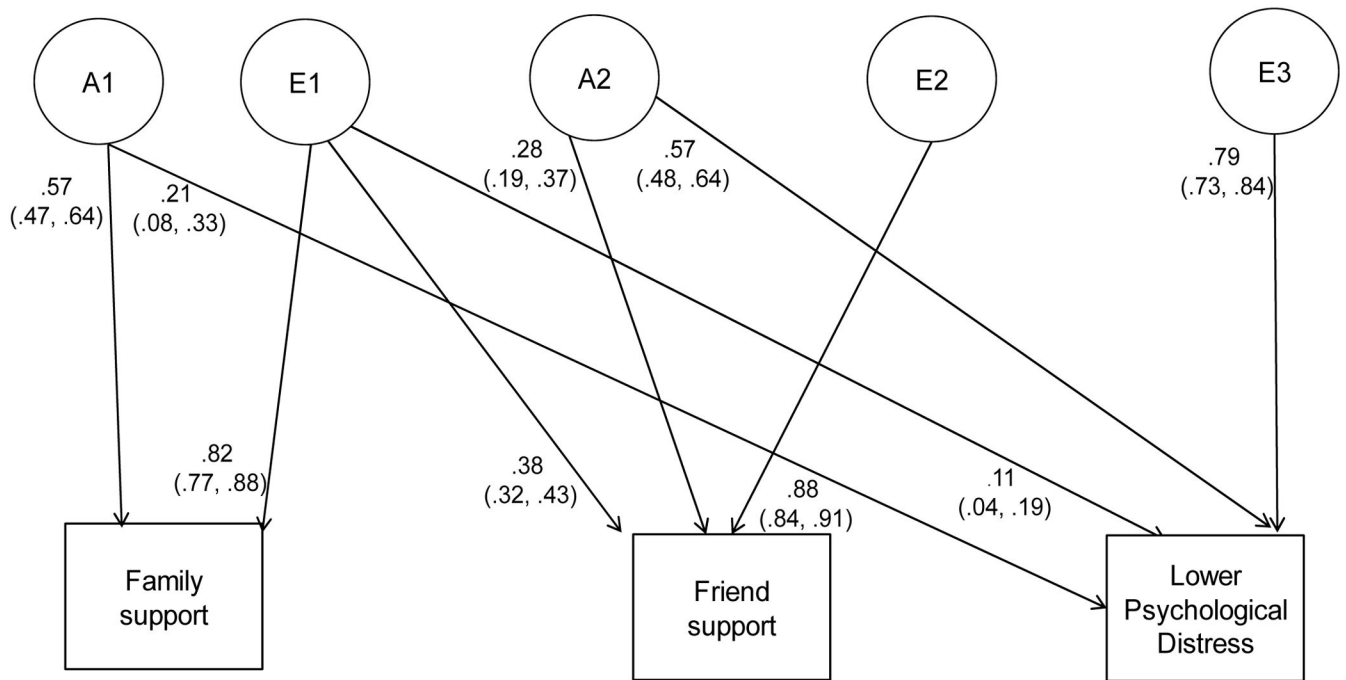 A1
E1
A2
E2
E3
.57
(.47, .64)
.21
(.08, .33)
.28
(.19, .37)
.57
(.48, .64)
.79
(.73, .84)
.82
(.77, .88)
.38
(.32, .43)
.88
(.84, .91)
.11
(.04, .19)
Family
support
Friend
support
Lower
Psychological
Distress